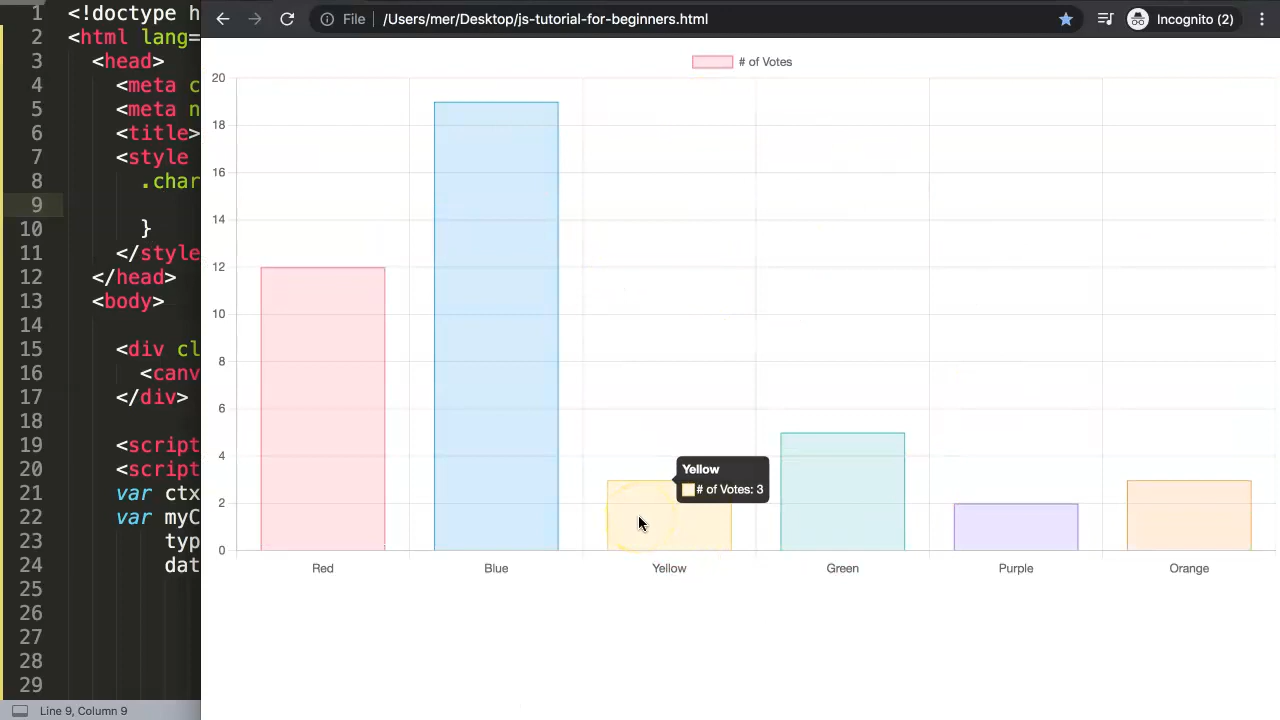 1 <!doctype h
2 <html lang=
3 <head>
4 <meta c
5 <meta n
6 <title>
7 <style
8 .char
9
10 }
11 </style
12 </head>
13 <body>
14
15 <div cl
16 <canv
17 </div>
18
19 <script
20 <script
21 var ctx
22 var myC
23 typ
24 dat
25
26
27
28
29
Line 9, Column 9
File /Users/mer/Desktop/js-tutorial-for-beginners.html Incognito (2)
# of Votes
20
18
16
14
12
10
8
6
4
2
0
Yellow
# of Votes: 3
Red Blue Yellow Green Purple Orange